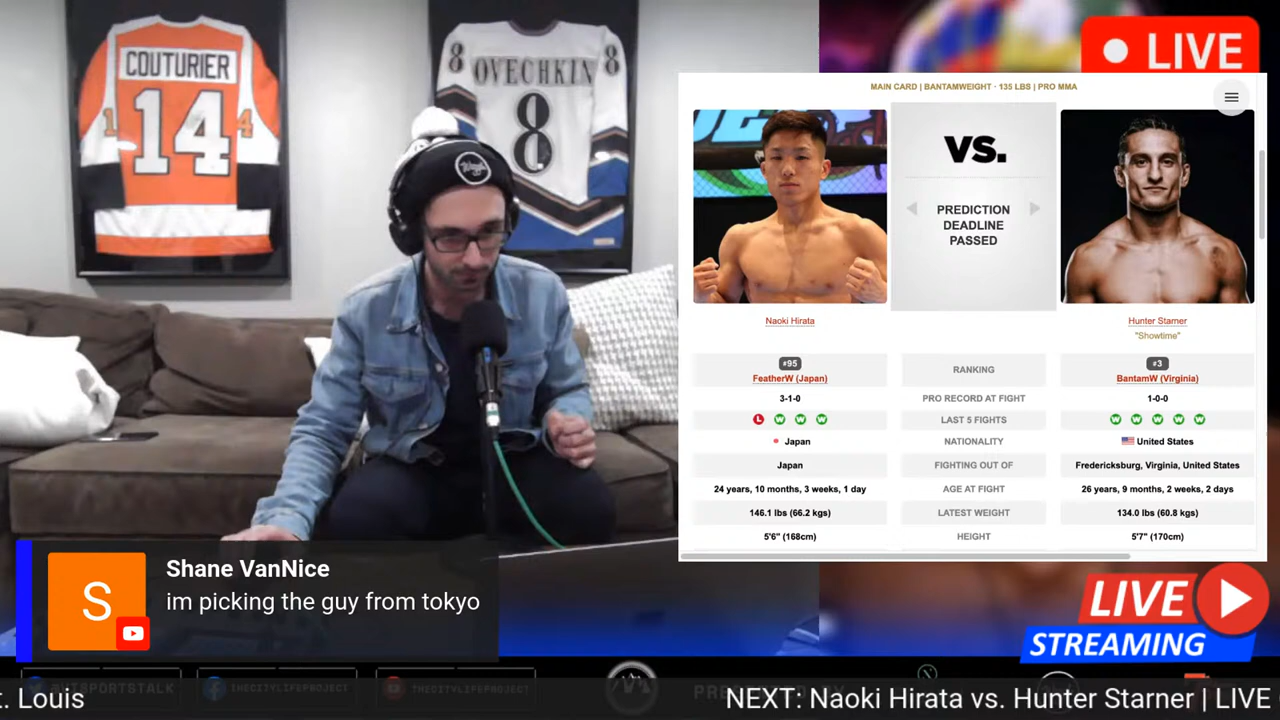 COUTURIER
14
1
4
8
8
OVECHKIN
8
LIVE
MAIN CARD | BANTAMWEIGHT · 135 LBS | PRO MMA
VS.
PREDICTION
DEADLINE
PASSED
Naoki Hirata
Hunter Starner
"Showtime"
#95
RANKING
#3
FeatherW (Japan)
BantamW (Virginia)
3-1-0
PRO RECORD AT FIGHT
1-0-0
L W W W
LAST 5 FIGHTS
W W W W W
Japan
NATIONALITY
United States
Japan
FIGHTING OUT OF
Fredericksburg, Virginia, United States
24 years, 10 months, 3 weeks, 1 day
AGE AT FIGHT
26 years, 9 months, 2 weeks, 2 days
146.1 lbs (66.2 kgs)
LATEST WEIGHT
134.0 lbs (60.8 kgs)
5'6" (168cm)
HEIGHT
5'7" (170cm)
S
Shane VanNice
im picking the guy from tokyo
LIVE
STREAMING
THECITYLIFEPROJECT
THECITYLIFEPROJECT
t. Louis
NEXT: Naoki Hirata vs. Hunter Starner | LIVE